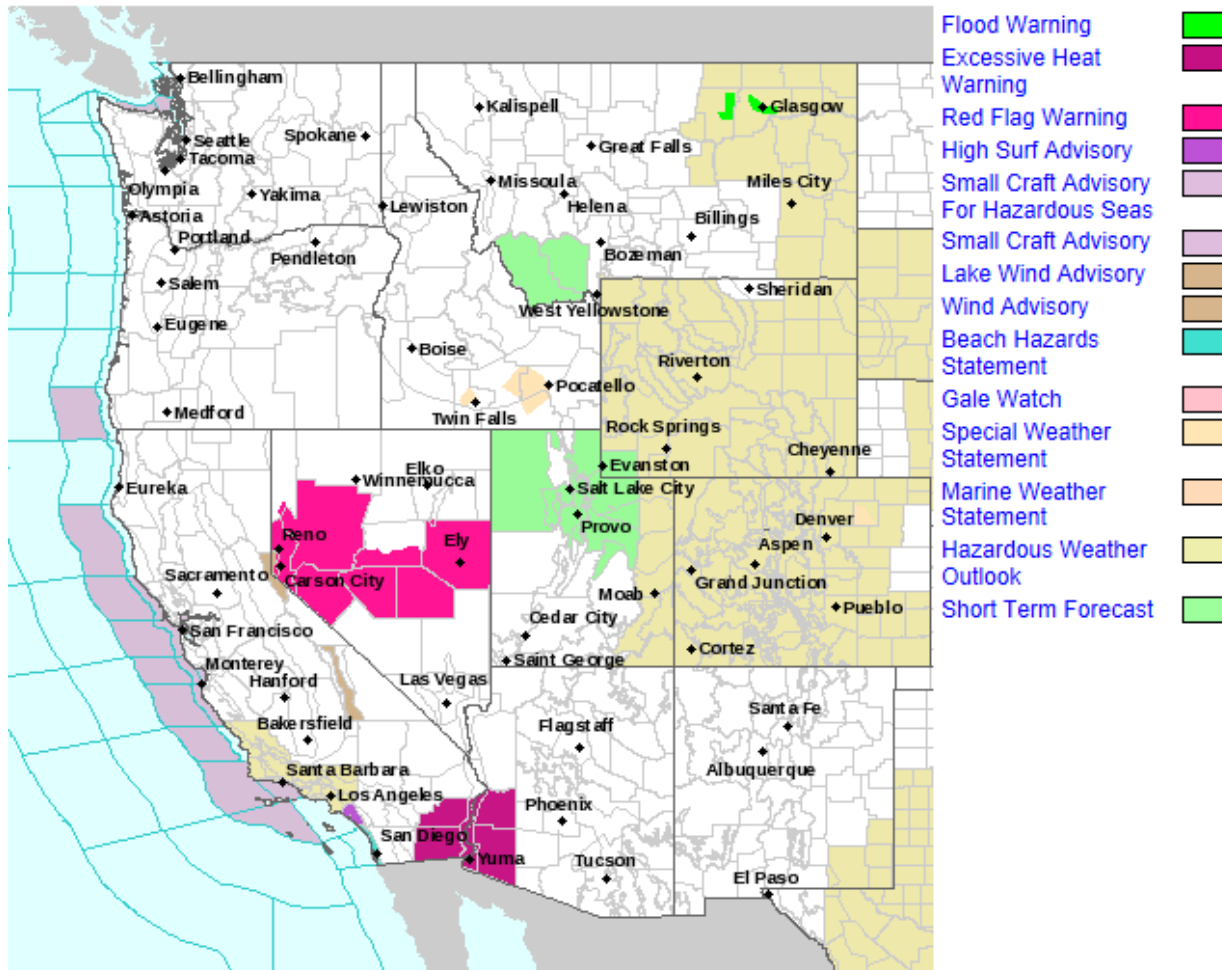 Bellingham
Kalispell
Glasgow
Seattle
Spokane
Great Falls
Tacoma
Olympia
Yakima
Missoula
Miles City
Astoria
Lewiston
Helena
Billings
Portland
Pendleton
Bozeman
Salem
Sheridan
West Yellowstone
Eugene
Boise
Riverton
Pocatello
Medford
Twin Falls
Rock Springs
Cheyenne
Elko
Evanston
Eureka
Winnemucca
Salt Lake City
Provo
Denver
Reno
Ely
Aspen
Sacramento
Carson City
Grand Junction
Moab
Pueblo
San Francisco
Cedar City
Cortez
Monterey
Saint George
Hanford
Las Vegas
Santa Fe
Bakersfield
Flagstaff
Albuquerque
Santa Barbara
Los Angeles
Phoenix
San Diego
Yuma
Tucson
El Paso
Flood Warning
Excessive Heat
Warning
Red Flag Warning
High Surf Advisory
Small Craft Advisory
For Hazardous Seas
Small Craft Advisory
Lake Wind Advisory
Wind Advisory
Beach Hazards
Statement
Gale Watch
Special Weather
Statement
Marine Weather
Statement
Hazardous Weather
Outlook
Short Term Forecast